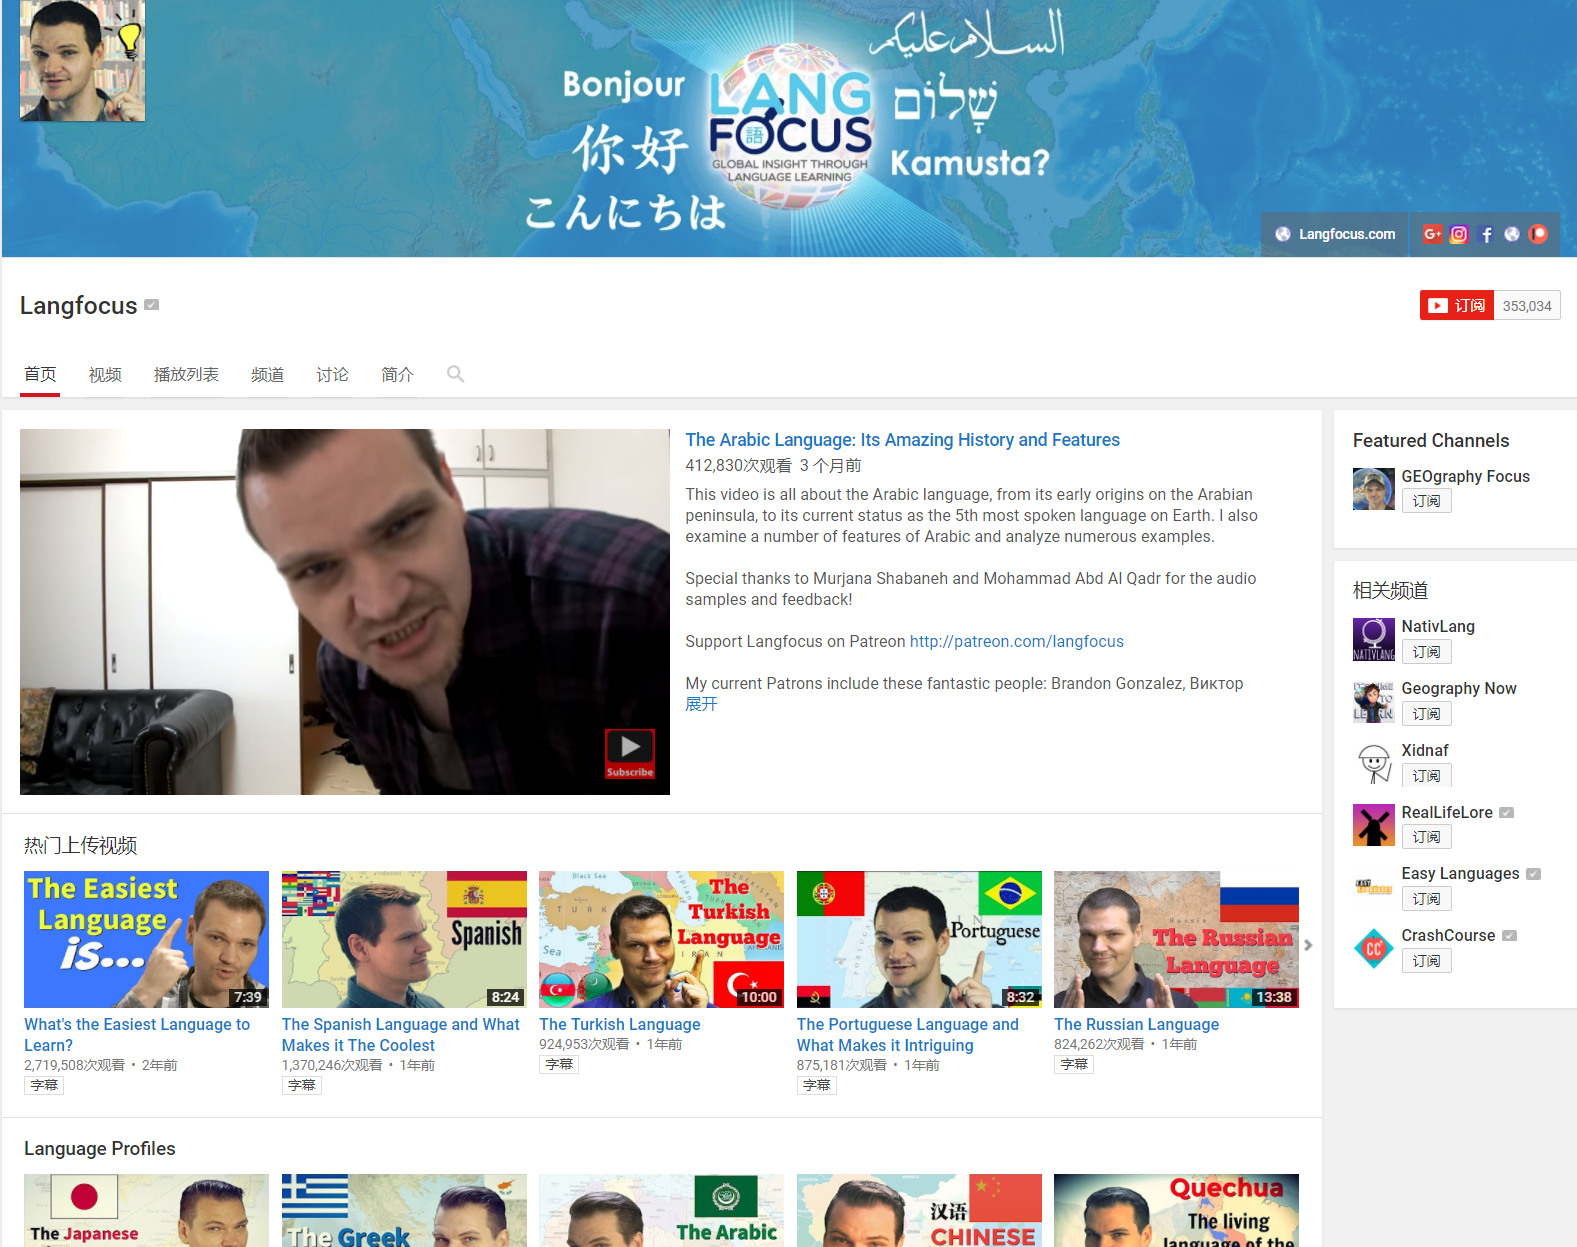 السلام عليكم
Bonjour
LANG
שָׁלוֹם
你好
FOCUS
語
GLOBAL INSIGHT THROUGH
LANGUAGE LEARNING
Kamusta?
こんにちは
Langfocus.com
G+
Langfocus
订阅
353,034
首页
视频
播放列表
频道
讨论
简介
The Arabic Language: Its Amazing History and Features
412,830次观看 3 个月前
This video is all about the Arabic language, from its early origins on the Arabian
peninsula, to its current status as the 5th most spoken language on Earth. I also
examine a number of features of Arabic and analyze numerous examples.
Special thanks to Murjana Shabaneh and Mohammad Abd Al Qadr for the audio
samples and feedback!
Support Langfocus on Patreon http://patreon.com/langfocus
My current Patrons include these fantastic people: Brandon Gonzalez, Виктор
展开
Subscribe
Featured Channels
GEOgraphy Focus
订阅
相关频道
NATIVLANG
NativLang
订阅
Geography Now
订阅
Xidnaf
订阅
RealLifeLore
订阅
Easy Languages
订阅
CC
CrashCourse
订阅
热门上传视频
The Easiest
Language
is...
7:39
What's the Easiest Language to
Learn?
2,719,508次观看 • 2年前
字幕
Spanish
8:24
The Spanish Language and What
Makes it The Coolest
1,370,246次观看 • 1年前
字幕
Black Sea
TURK
Sea
IRAN
The
Turkish
Language
10:00
The Turkish Language
924,953次观看 • 1年前
字幕
Portuguese
8:32
The Portuguese Language and
What Makes it Intriguing
875,181次观看 • 1年前
字幕
Russia
The Russian
Language
13:38
The Russian Language
824,262次观看 • 1年前
字幕
Language Profiles
The Japanese
The Greek
The Arabic
汉语
CHINESE
Quechua
The living
language of the